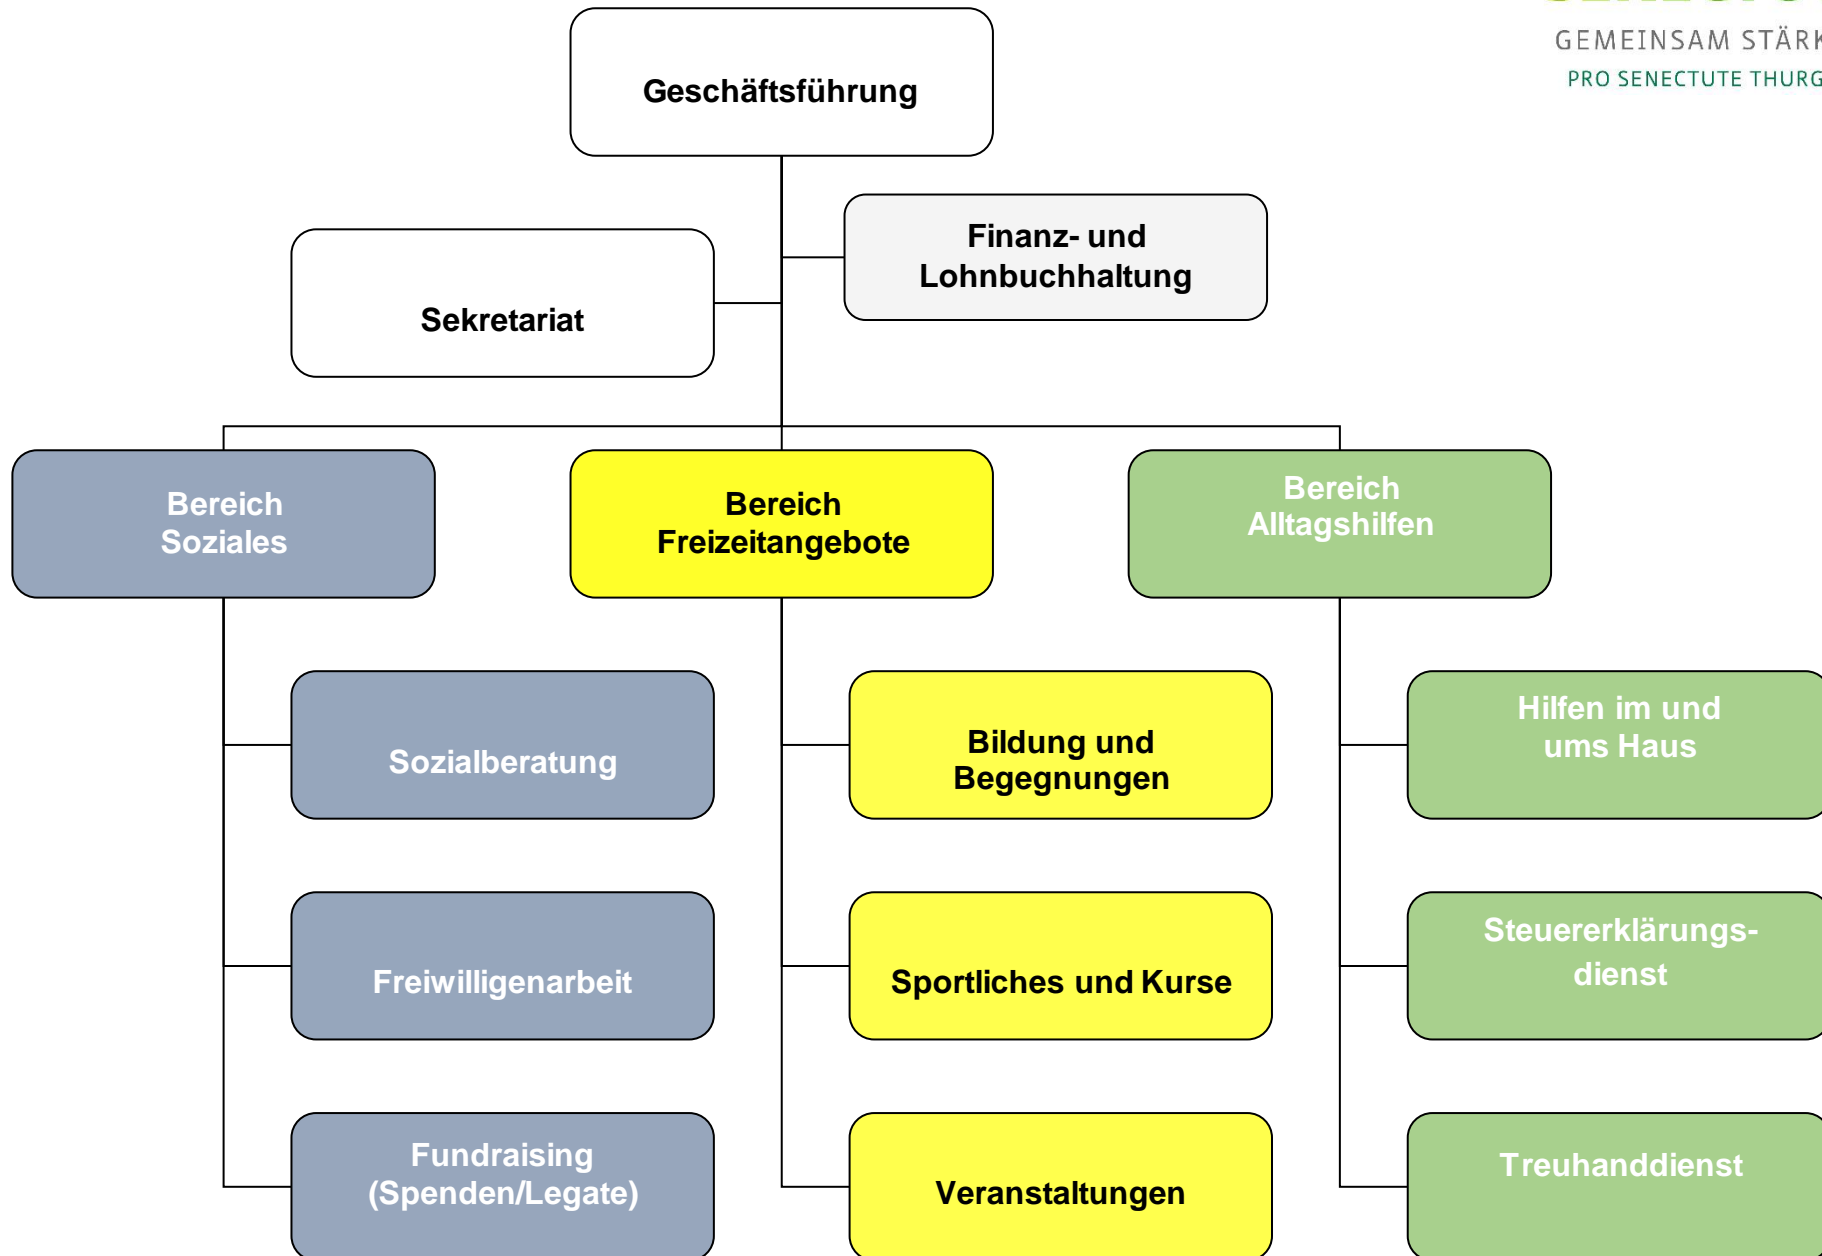 GEMEINSAM STÄRK
PRO SENECTUTE THURG
Geschäftsführung
Finanz- und
Lohnbuchhaltung
Sekretariat
Bereich
Soziales
Bereich
Freizeitangebote
Bereich
Alltagshilfen
Sozialberatung
Bildung und
Begegnungen
Hilfen im und
ums Haus
Freiwilligenarbeit
Sportliches und Kurse
Steuererklärungs-
dienst
Fundraising
(Spenden/Legate)
Veranstaltungen
Treuhanddienst